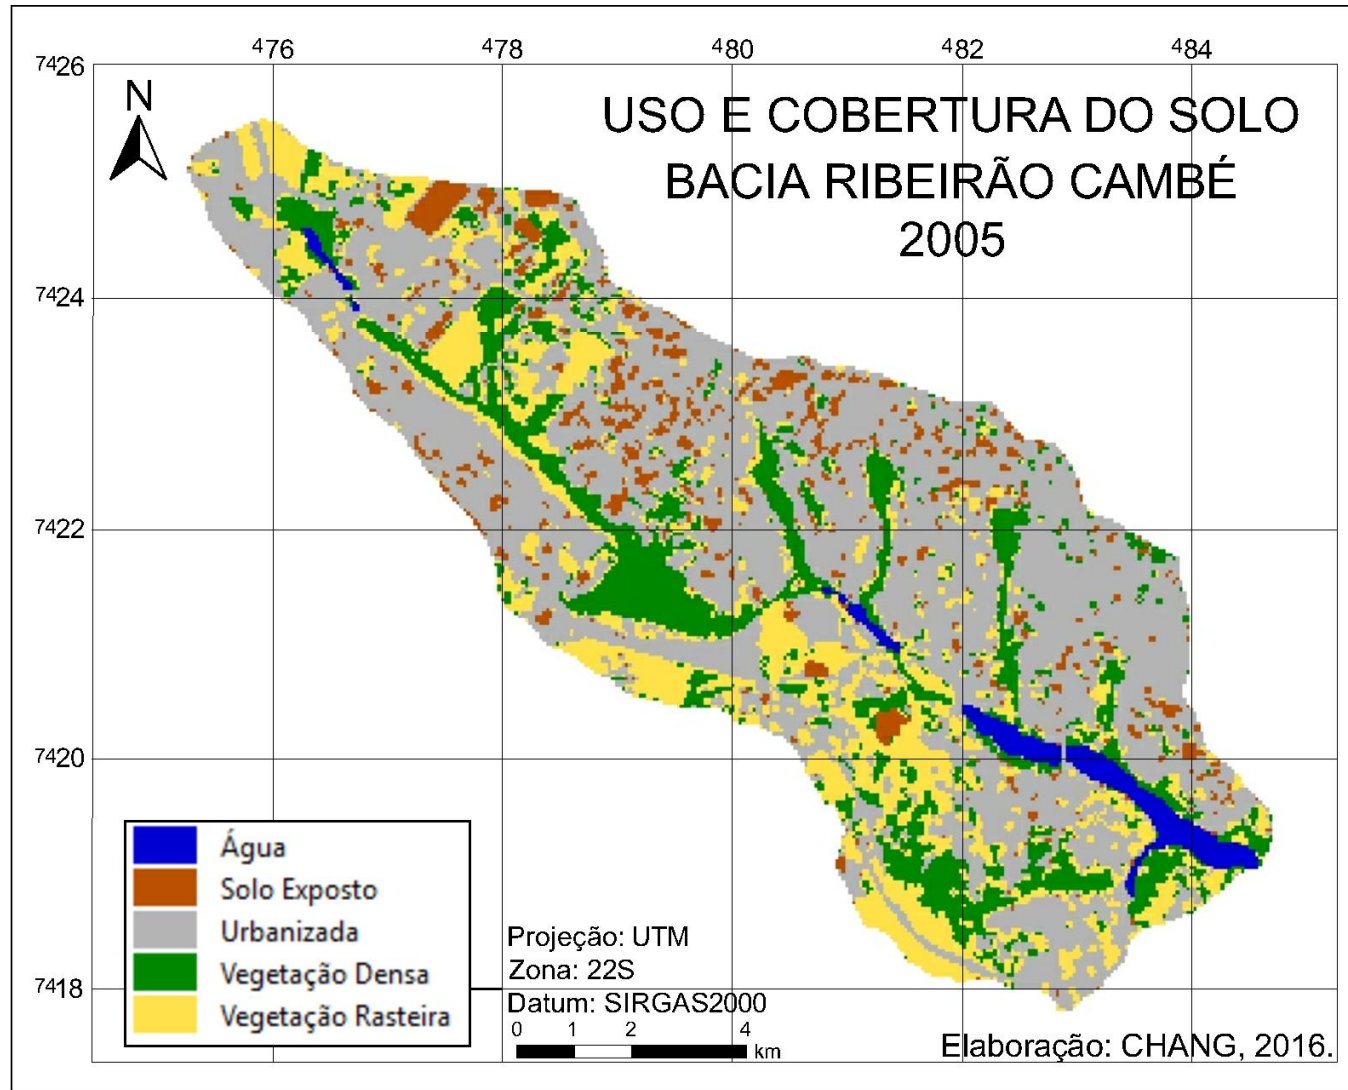 476 478 480 482 484
7426
N
USO E COBERTURA DO SOLO
BACIA RIBEIRÃO CAMBÉ
2005
7424
7422
7420
7418
Água
Solo Exposto
Urbanizada
Vegetação Densa
Vegetação Rasteira
Projeção: UTM
Zona: 22S
Datum: SIRGAS2000
0 1 2 4
km
Elaboração: CHANG, 2016.